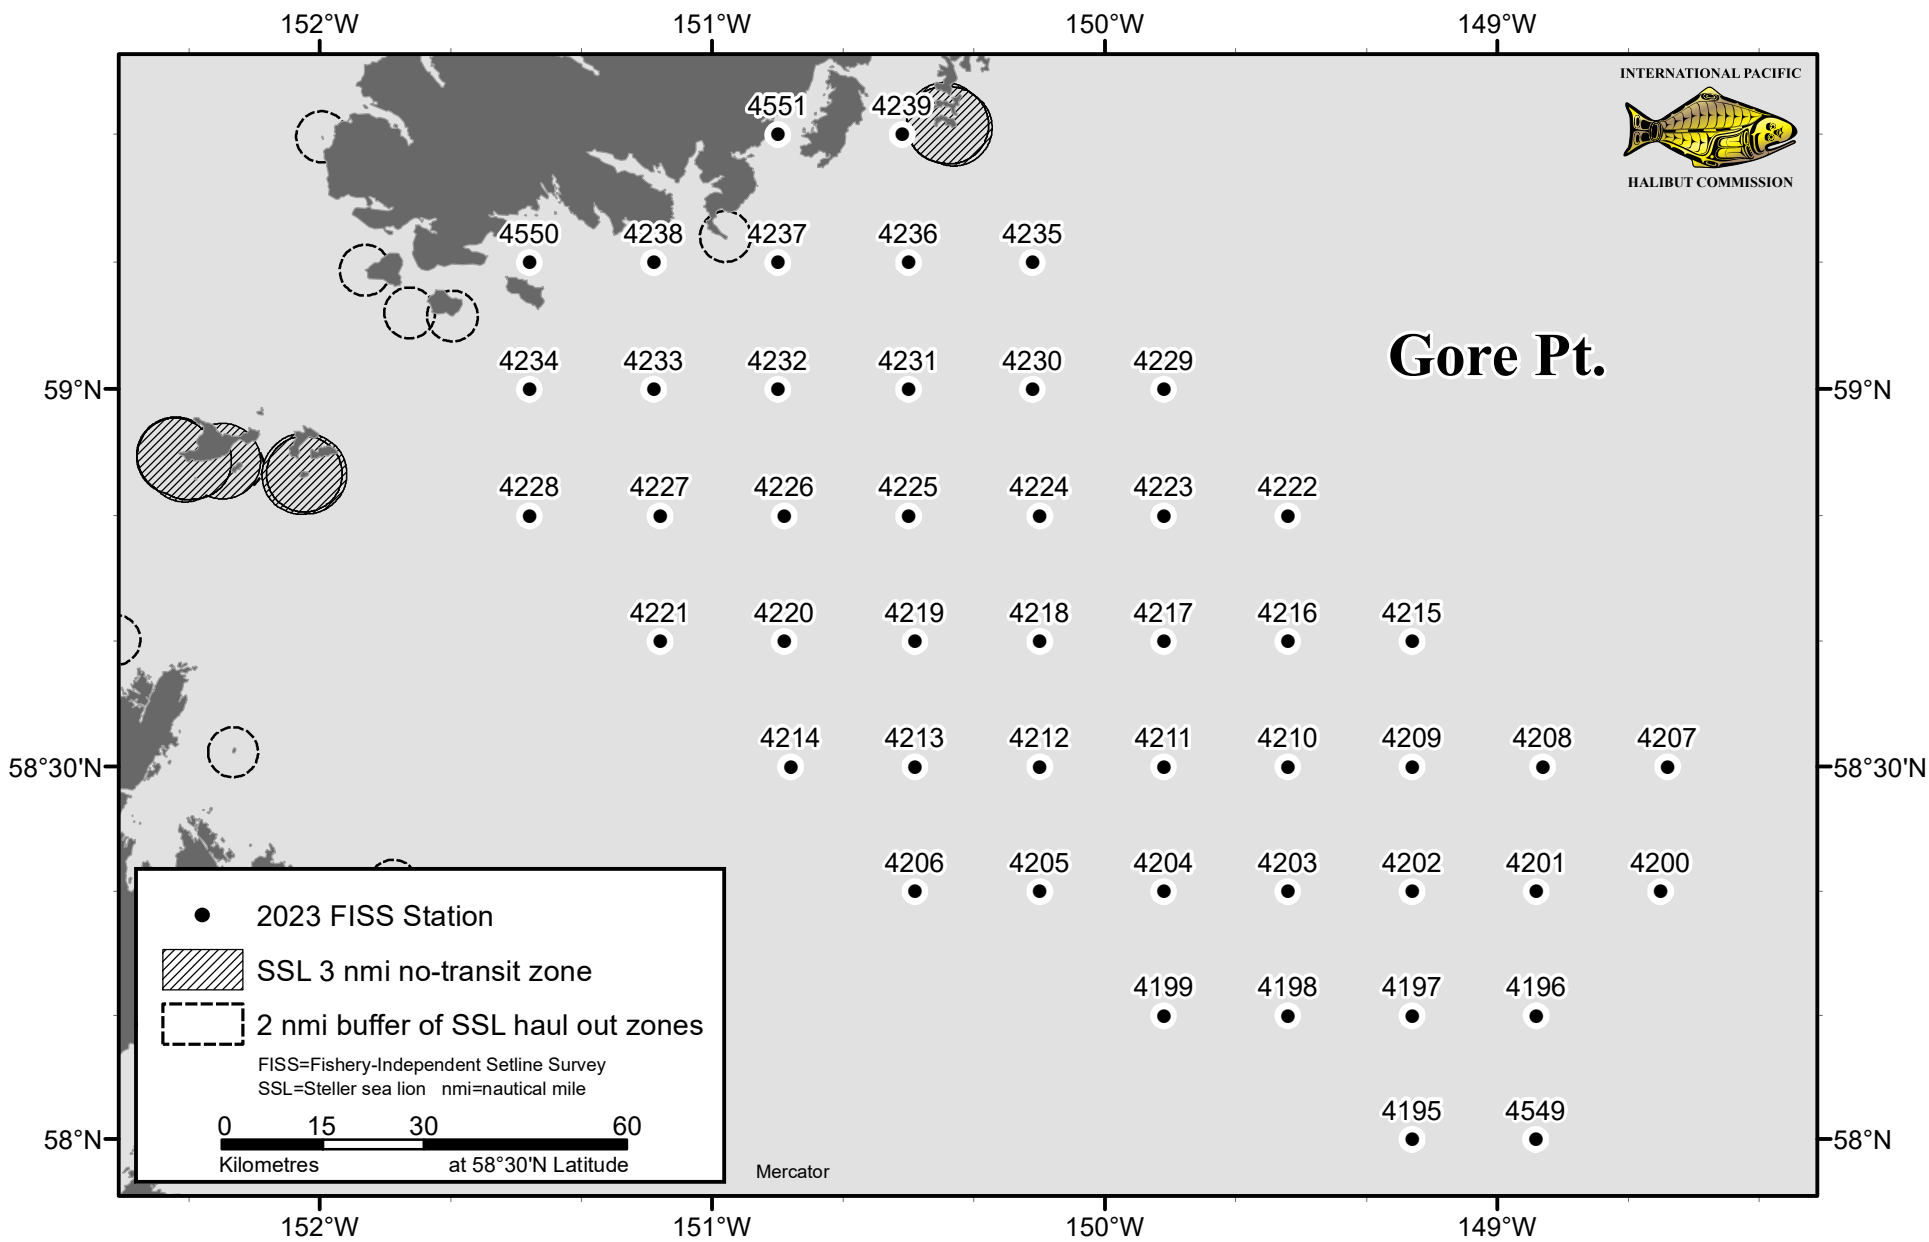 152°W 151°W 150°W 149°W
INTERNATIONAL PACIFIC
HALIBUT COMMISSION
4551 4239
4550 4238 4237 4236 4235
Gore Pt.
4234 4233 4232 4231 4230 4229
59°N 59°N
4228 4227 4226 4225 4224 4223 4222
4221 4220 4219 4218 4217 4216 4215
4214 4213 4212 4211 4210 4209 4208 4207
58°30'N 58°30'N
4206 4205 4204 4203 4202 4201 4200
4199 4198 4197 4196
4195 4549
58°N 58°N
2023 FISS Station
SSL 3 nmi no-transit zone
2 nmi buffer of SSL haul out zones
FISS=Fishery-Independent Setline Survey
SSL=Steller sea lion nmi=nautical mile
0 15 30 60
Kilometres at 58°30'N Latitude
Mercator
152°W 151°W 150°W 149°W